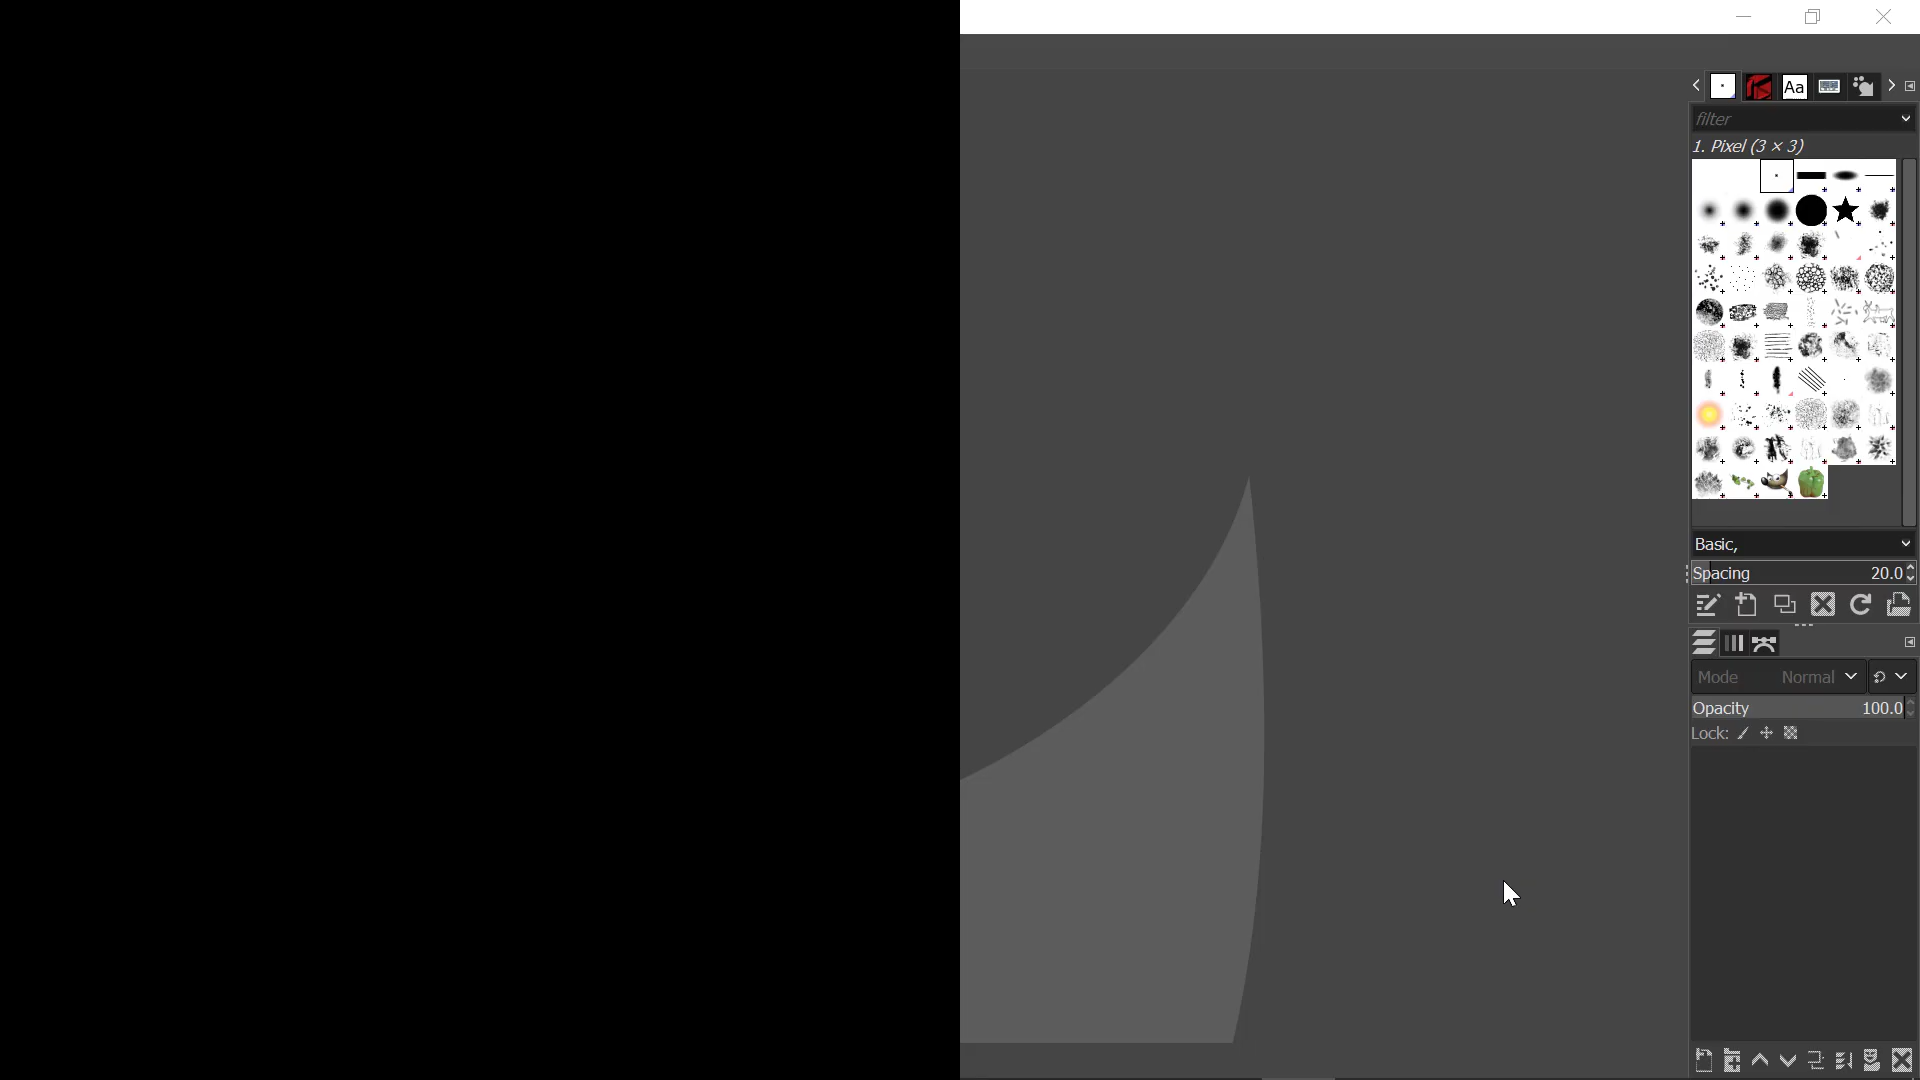 Aa
filter
1. Pixel (3 × 3)
Basic,
Spacing 20.0
Mode Normal
Opacity 100.0
Lock: